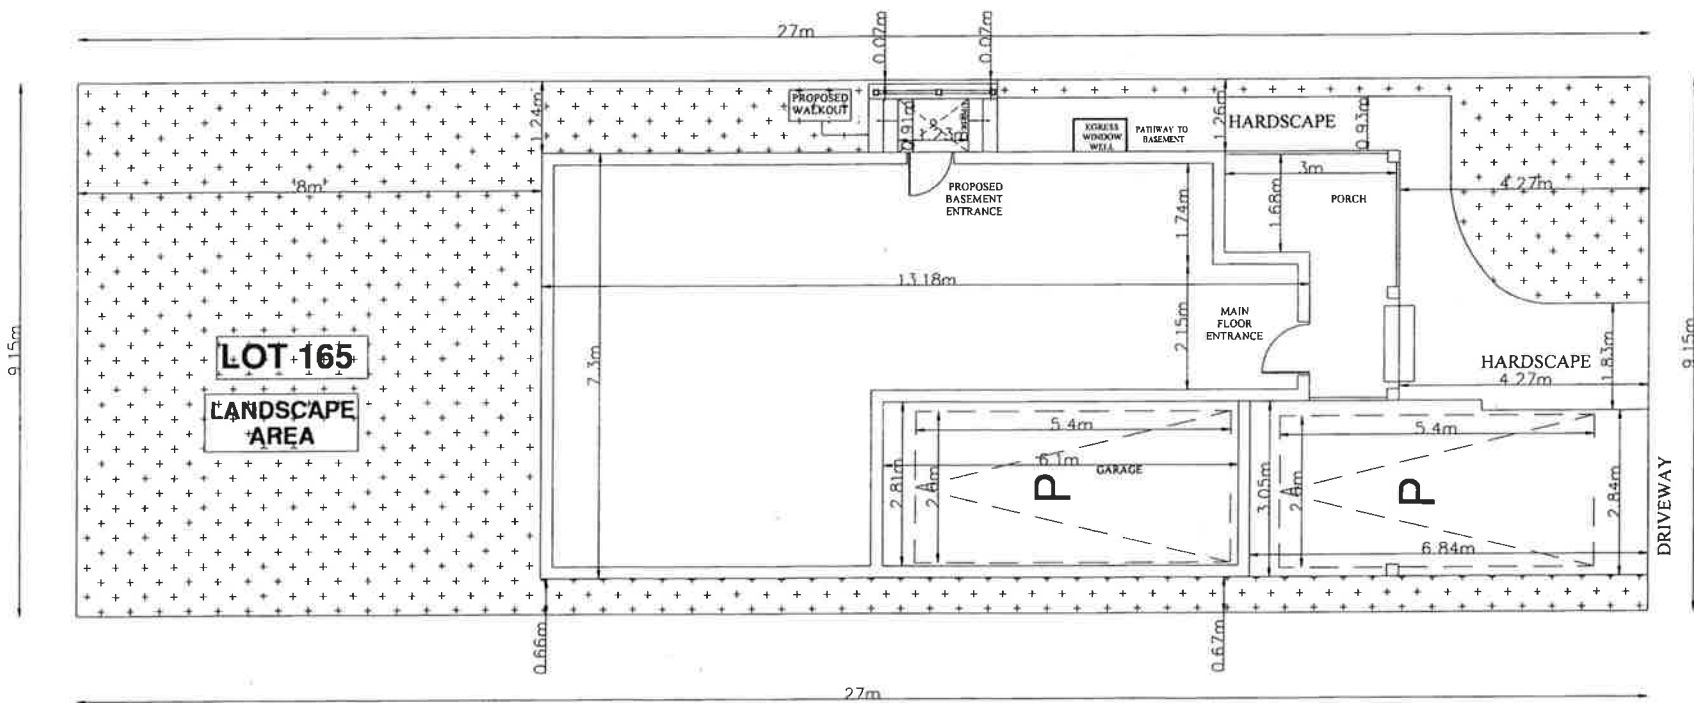 27m
0.07m
0.07m
9.15m
9.15m
1.24m
PROPOSED
WALKOUT
0.91m
1.23m
EGRESS
WINDOW
WELL
PATHWAY TO
BASEMENT
1.26m
HARDSCAPE
0.93m
8m
PROPOSED
BASEMENT
ENTRANCE
1.74m
3m
1.68m
PORCH
4.27m
13.18m
7.3m
2.15m
MAIN
FLOOR
ENTRANCE
HARDSCAPE
4.27m
1.83m
LOT 165
LANDSCAPE
AREA
5.4m
6.1m
GARAGE
2.81m
2.6m
P
3.05m
2.6m
5.4m
P
6.84m
2.84m
DRIVEWAY
0.66m
0.67m
27m